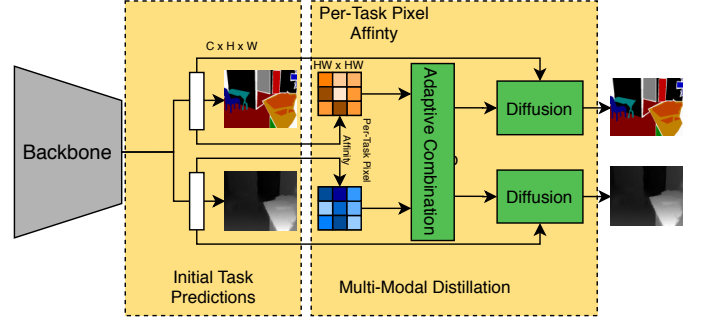 Per-Task Pixel
Affinty
C x H x W
HW x HW
Backbone
Per-Task Pixel
Affinity
Adaptive Combination
Diffusion
Diffusion
Initial Task
Predictions
Multi-Modal Distillation